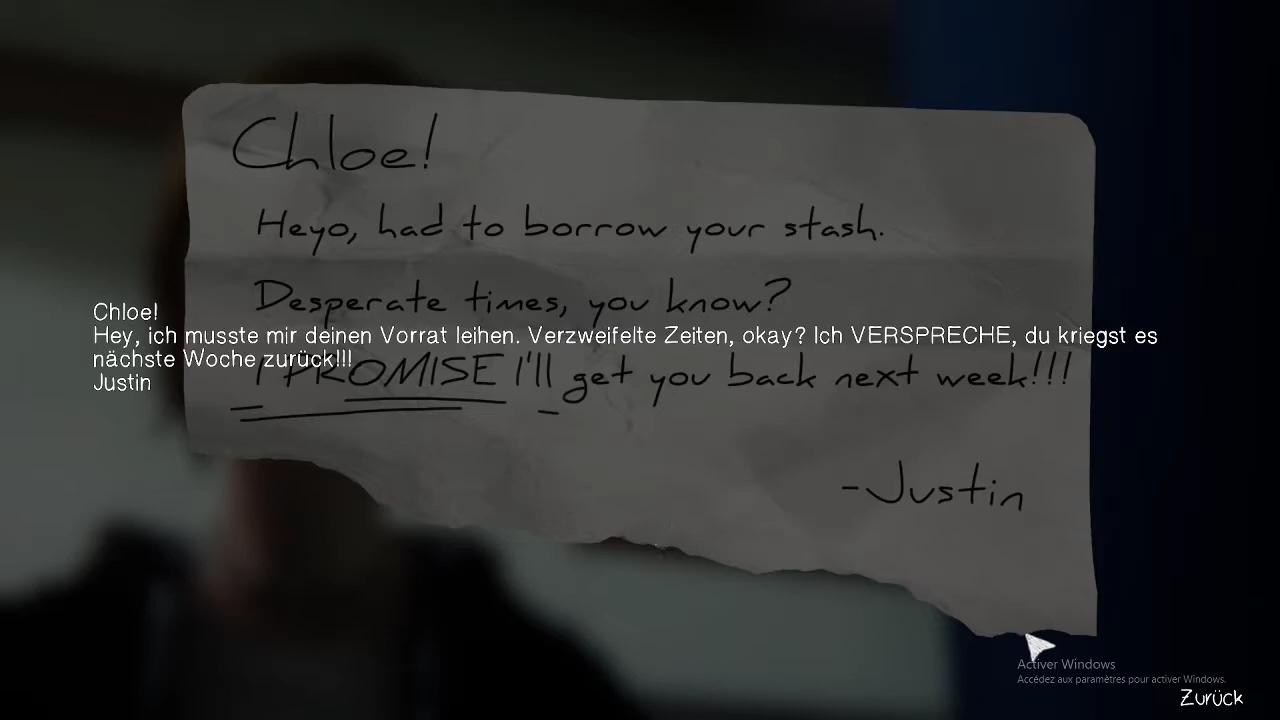 Chloe!
Heyo, had to borrow your stash.
Desperate times, you know?
I PROMISE I'll get you back next week!!!
-Justin
Chloe!
Hey, ich musste mir deinen Vorrat leihen. Verzweifelte Zeiten, okay? Ich VERSPRECHE, du kriegst es
nächste Woche zurück!!!
Justin
Activer Windows
Accédez aux paramètres pour activer Windows.
Zurück